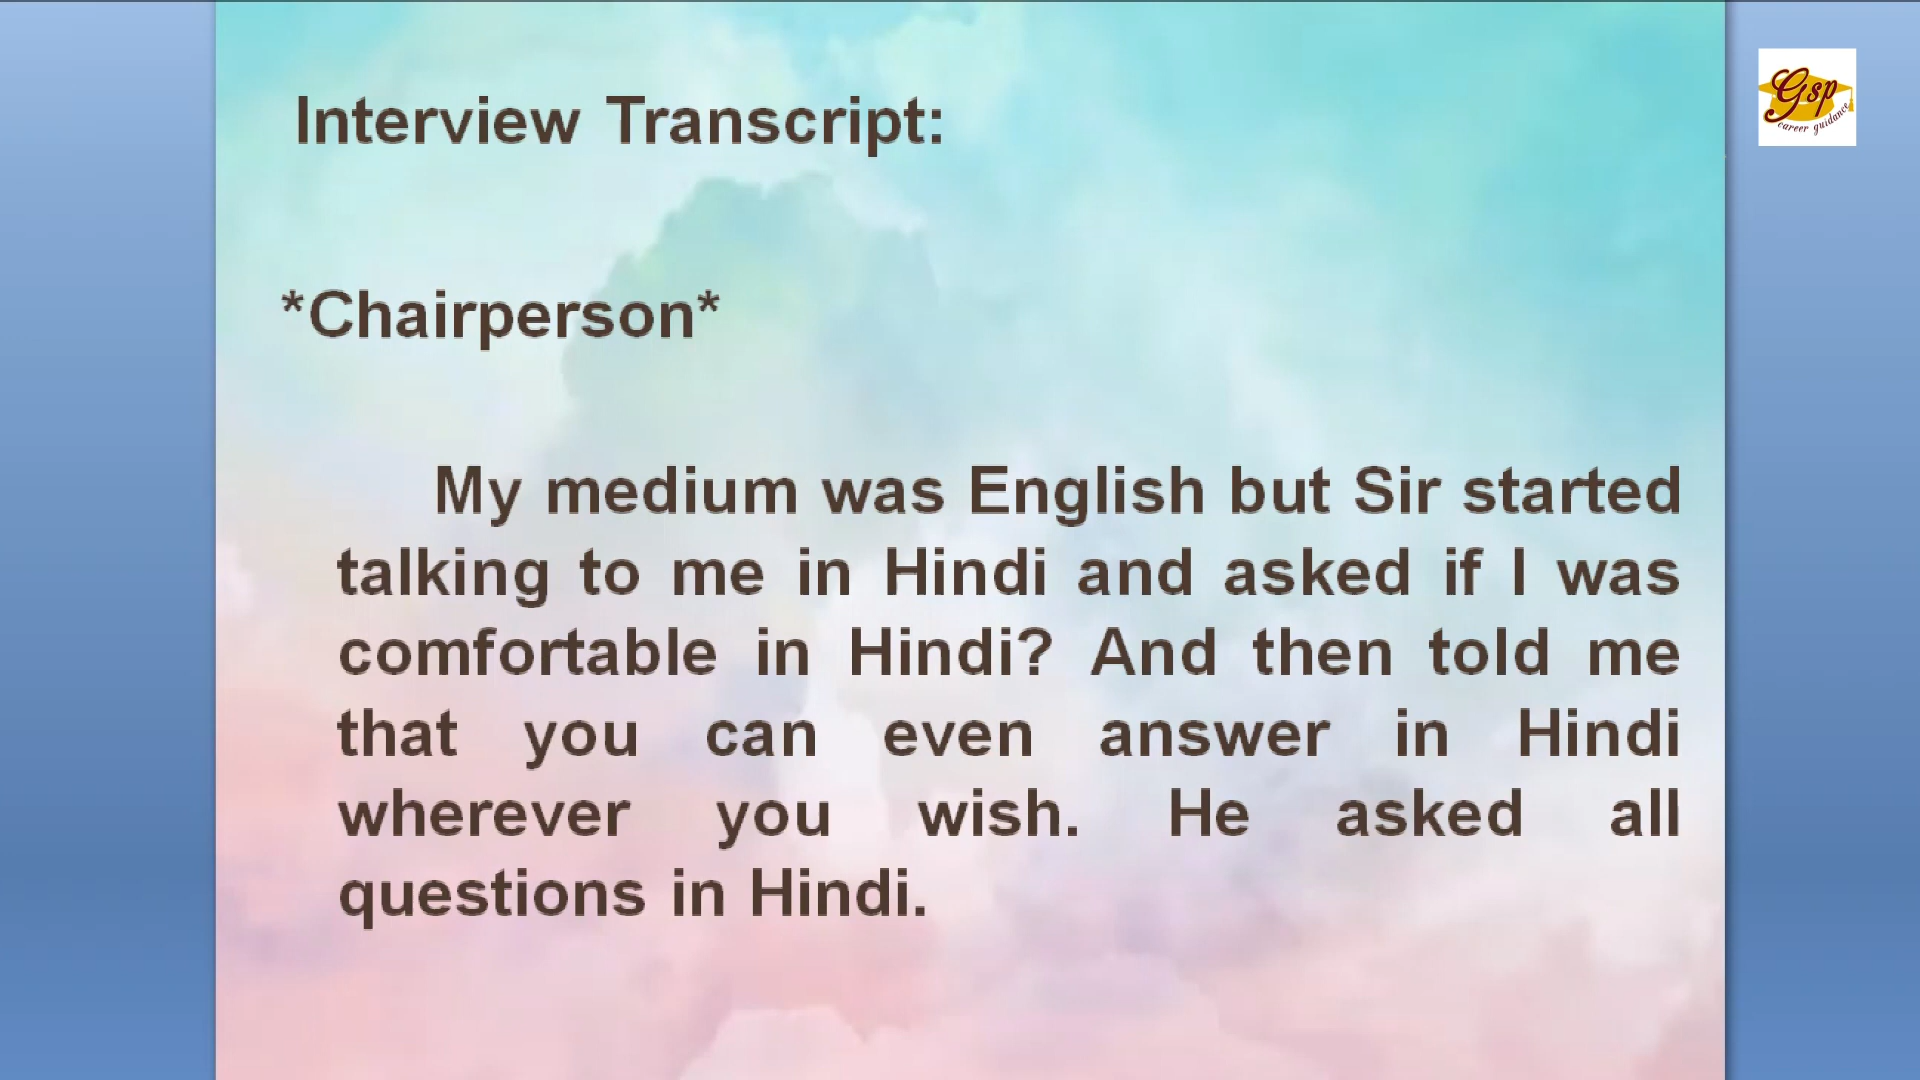 Gsp
career guidance
Interview Transcript:
*Chairperson*
My medium was English but Sir started
talking to me in Hindi and asked if I was
comfortable in Hindi? And then told me
that you can even answer in Hindi
wherever you wish. He asked all
questions in Hindi.